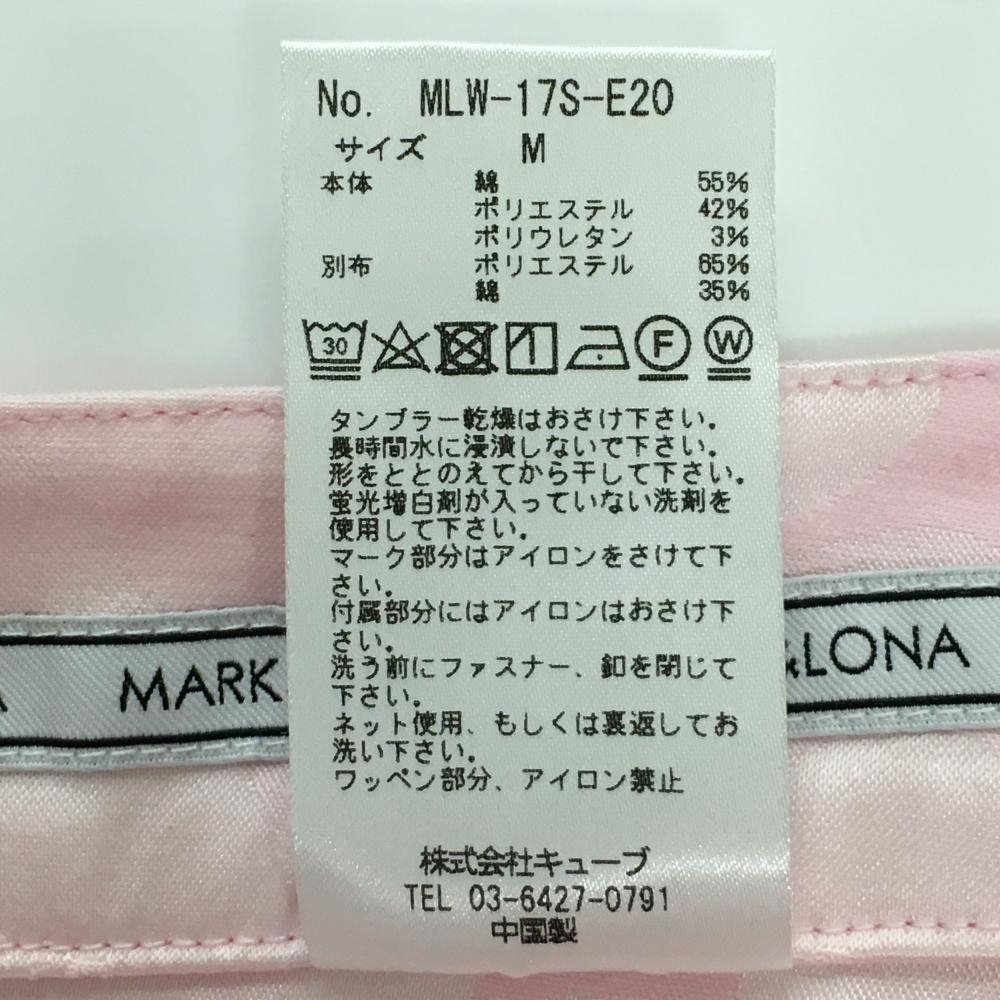 No. MLW-17S-E20
サイズ M
本体 綿 55%
ポリエステル 42%
ポリウレタン 3%
別布 ポリエステル 65%
綿 35%
30 1 F W
タンブラー乾燥はおさけ下さい。
長時間水に浸漬しないで下さい。
形をととのえてから干して下さい。
蛍光増白剤が入っていない洗剤を
使用して下さい。
マーク部分はアイロンをさけて下
さい。
付属部分にはアイロンはおさけ下
さい。
洗う前にファスナー、釦を閉じて
下さい。
ネット使用、もしくは裏返してお
洗い下さい。
ワッペン部分、アイロン禁止
株式会社キューブ
TEL 03-6427-0791
中国製
A MARK &LONA